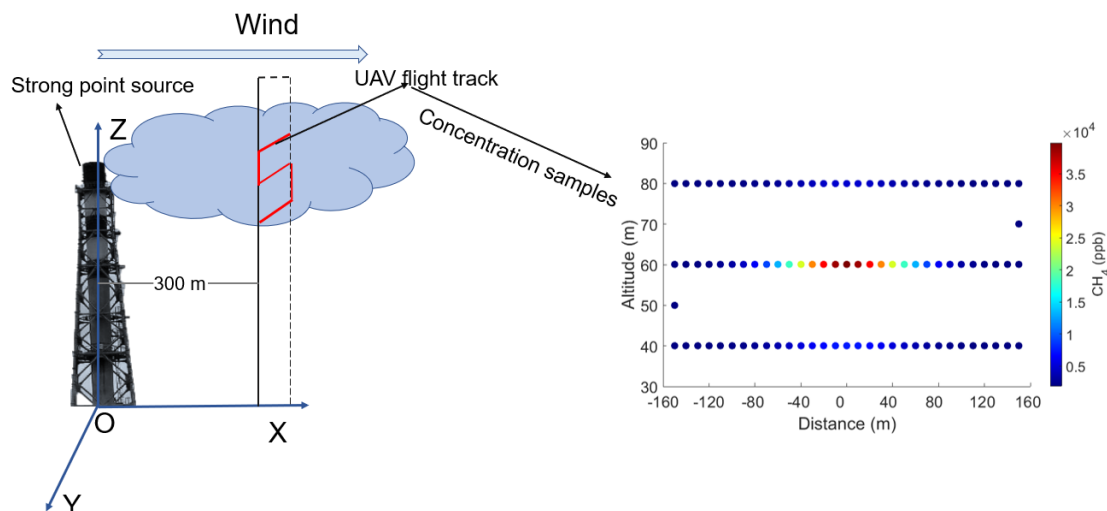 Wind
Strong point source
UAV flight track
Concentration samples
Z
300 m
O
X
Y
×10⁴
90
80
70
60
50
40
30
Altitude (m)
-160 -120 -80 -40 0 40 80 120 160
Distance (m)
4
3.5
3
2.5
2
1.5
1
0.5
CH₄ (ppb)